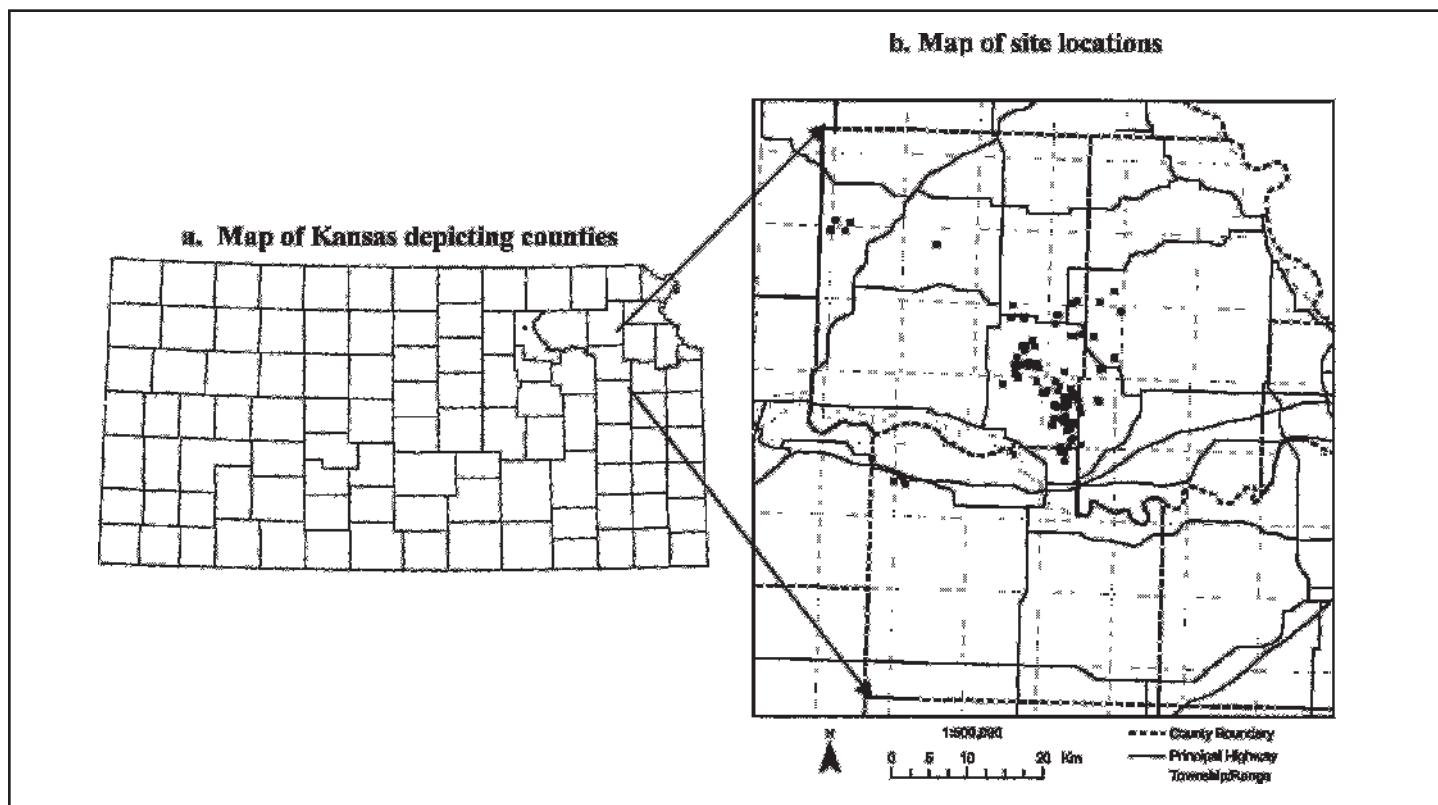 b. Map of site locations
a. Map of Kansas depicting counties
N
1:500,000
0 5 10 20 Km
County Boundary
Principal Highway
Township/Range